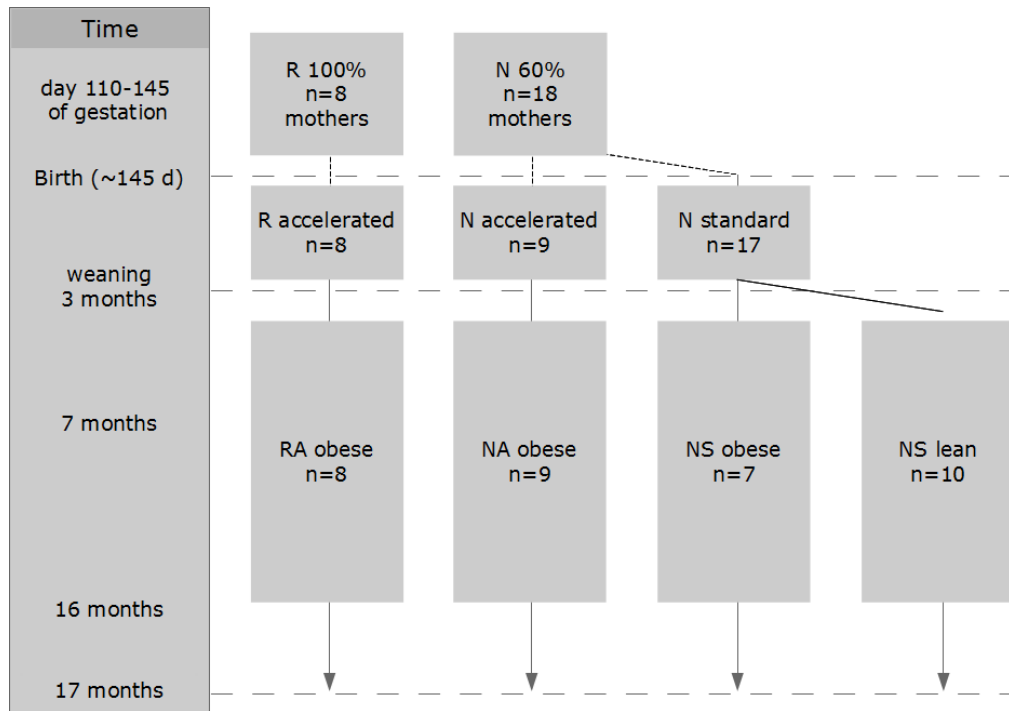 Time
day 110-145
of gestation
Birth (~145 d)
weaning
3 months
7 months
16 months
17 months
R 100%
n=8
mothers
N 60%
n=18
mothers
R accelerated
n=8
N accelerated
n=9
N standard
n=17
RA obese
n=8
NA obese
n=9
NS obese
n=7
NS lean
n=10